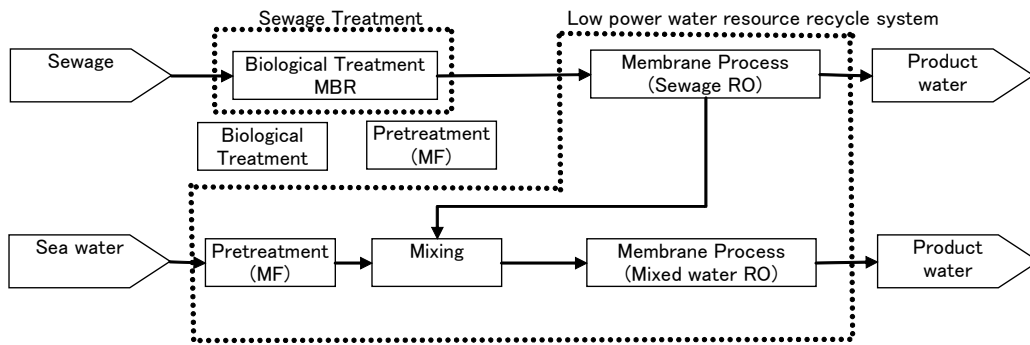 Sewage Treatment
Low power water resource recycle system
Sewage
Biological Treatment
MBR
Membrane Process
(Sewage RO)
Product
water
Biological
Treatment
Pretreatment
(MF)
Sea water
Pretreatment
(MF)
Mixing
Membrane Process
(Mixed water RO)
Product
water